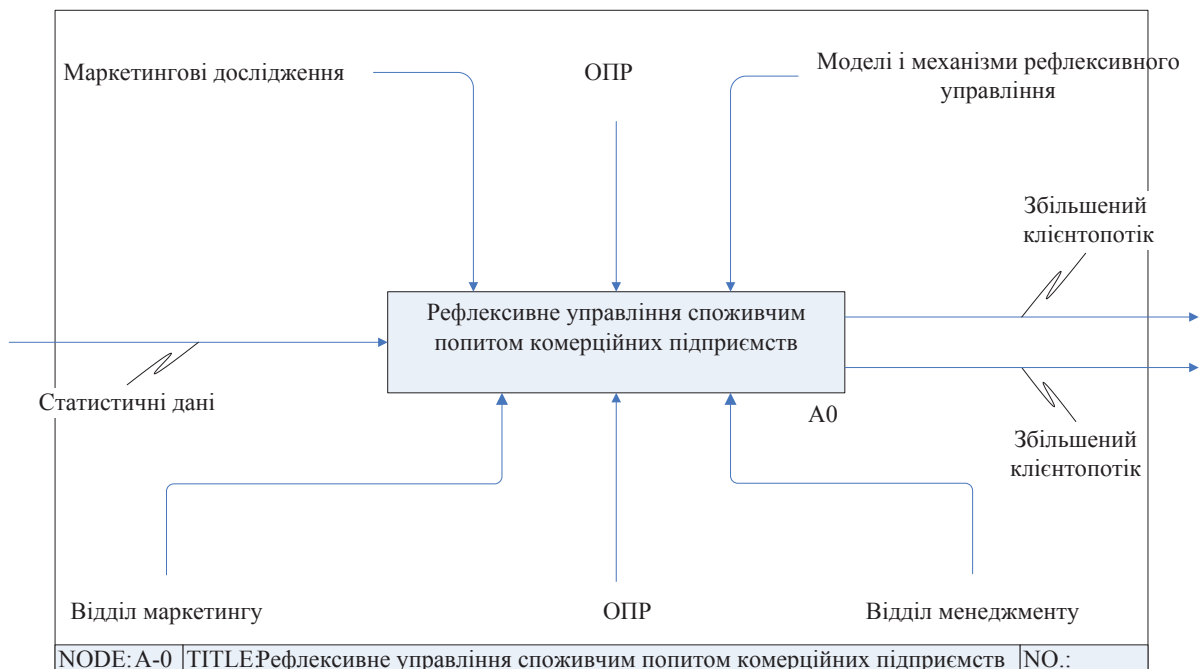 Маркетингові дослідження
ОПР
Моделі і механізми рефлексивного
управління
Збільшений
клієнтопотік
Рефлексивне управління споживчим
попитом комерційних підприємств
Статистичні дані
A0
Збільшений
клієнтопотік
Відділ маркетингу
ОПР
Відділ менеджменту
NODE: A-0 TITLE: Рефлексивне управління споживчим попитом комерційних підприємств NO.: